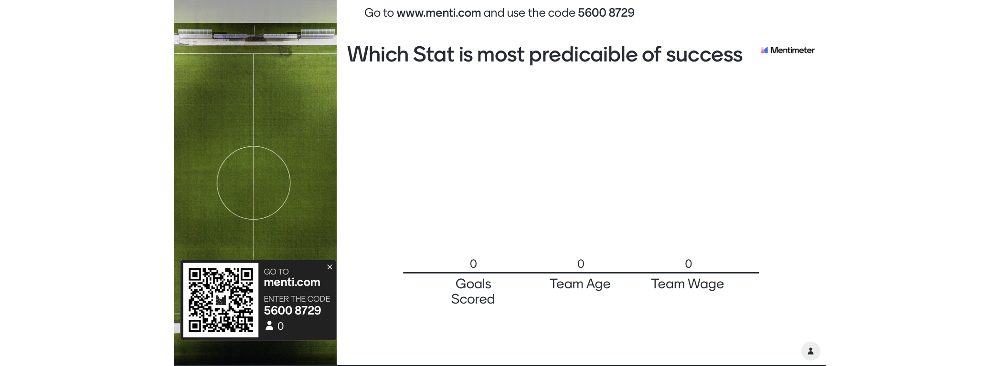 Go to www.menti.com and use the code 5600 8729
Which Stat is most predicaible of success
Mentimeter
0
0
0
Goals
Scored
Team Age
Team Wage
GO TO
menti.com
ENTER THE CODE
5600 8729
0